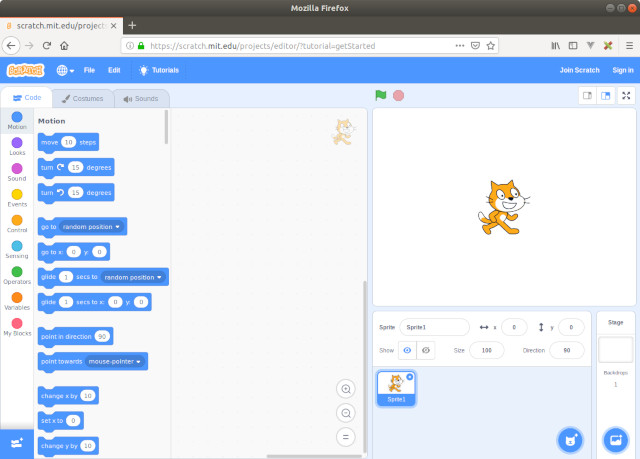 Mozilla Firefox
scratch.mit.edu/projects
https://scratch.mit.edu/projects/editor/?tutorial=getStarted
SCRATCH
File
Edit
Tutorials
Join Scratch
Sign in
Code
Costumes
Sounds
Motion
Looks
Sound
Events
Control
Sensing
Operators
Variables
My Blocks
Motion
move 10 steps
turn 15 degrees
turn 15 degrees
go to random position
go to x: 0 y: 0
glide 1 secs to random position
glide 1 secs to x: 0 y: 0
point in direction 90
point towards mouse-pointer
change x by 10
set x to 0
change y by 10
Sprite Sprite1 x 0 y 0
Show Size 100 Direction 90
Sprite1
Stage
Backdrops
1